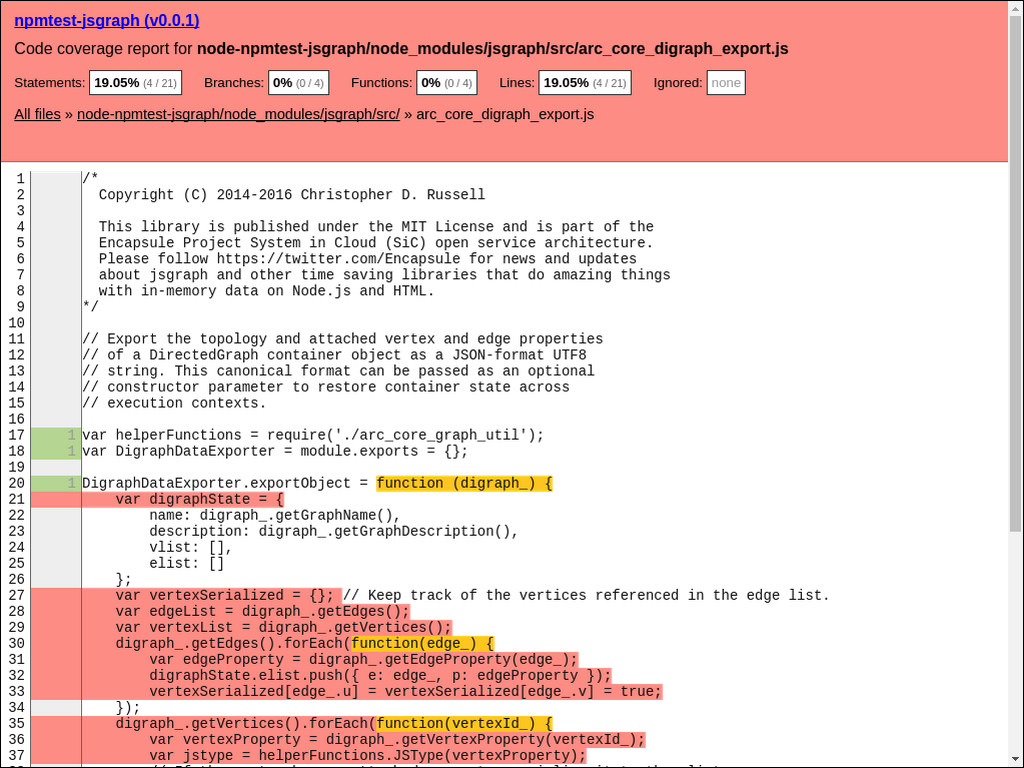 npmtest-jsgraph (v0.0.1)
Code coverage report for node-npmtest-jsgraph/node_modules/jsgraph/src/arc_core_digraph_export.js
Statements: 19.05% (4 / 21) Branches: 0% (0 / 4) Functions: 0% (0 / 4) Lines: 19.05% (4 / 21) Ignored: none
All files » node-npmtest-jsgraph/node_modules/jsgraph/src/ » arc_core_digraph_export.js
1 /*
2 Copyright (C) 2014-2016 Christopher D. Russell
3
4 This library is published under the MIT License and is part of the
5 Encapsule Project System in Cloud (SiC) open service architecture.
6 Please follow https://twitter.com/Encapsule for news and updates
7 about jsgraph and other time saving libraries that do amazing things
8 with in-memory data on Node.js and HTML.
9 */
10
11 // Export the topology and attached vertex and edge properties
12 // of a DirectedGraph container object as a JSON-format UTF8
13 // string. This canonical format can be passed as an optional
14 // constructor parameter to restore container state across
15 // execution contexts.
16
17 1 var helperFunctions = require('./arc_core_graph_util');
18 1 var DigraphDataExporter = module.exports = {};
19
20 1 DigraphDataExporter.exportObject = function (digraph_) {
21 var digraphState = {
22 name: digraph_.getGraphName(),
23 description: digraph_.getGraphDescription(),
24 vlist: [],
25 elist: []
26 };
27 var vertexSerialized = {}; // Keep track of the vertices referenced in the edge list.
28 var edgeList = digraph_.getEdges();
29 var vertexList = digraph_.getVertices();
30 digraph_.getEdges().forEach(function(edge_) {
31 var edgeProperty = digraph_.getEdgeProperty(edge_);
32 digraphState.elist.push({ e: edge_, p: edgeProperty });
33 vertexSerialized[edge_.u] = vertexSerialized[edge_.v] = true;
34 });
35 digraph_.getVertices().forEach(function(vertexId_) {
36 var vertexProperty = digraph_.getVertexProperty(vertexId_);
37 var jstype = helperFunctions.JSType(vertexProperty);